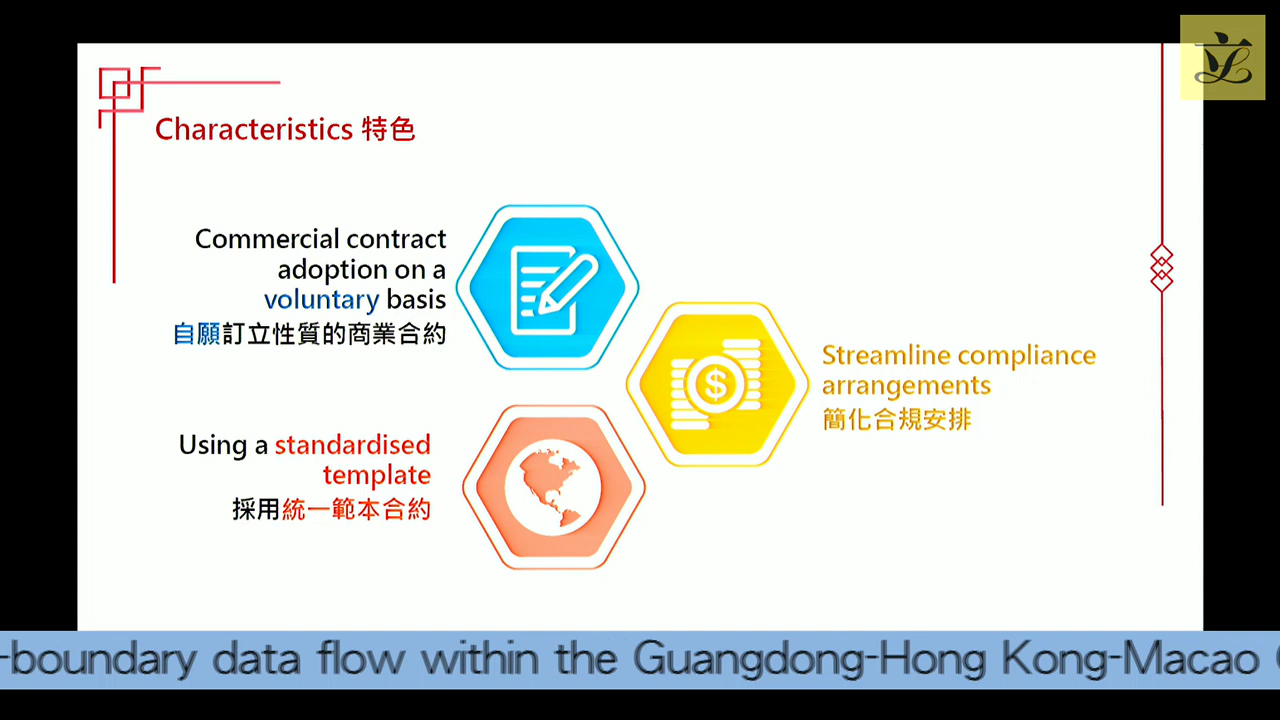 Characteristics 特色
Commercial contract
adoption on a
voluntary basis
自願訂立性質的商業合約
Streamline compliance
arrangements
簡化合規安排
Using a standardised
template
採用統一範本合約
-boundary data flow within the Guangdong-Hong Kong-Macao